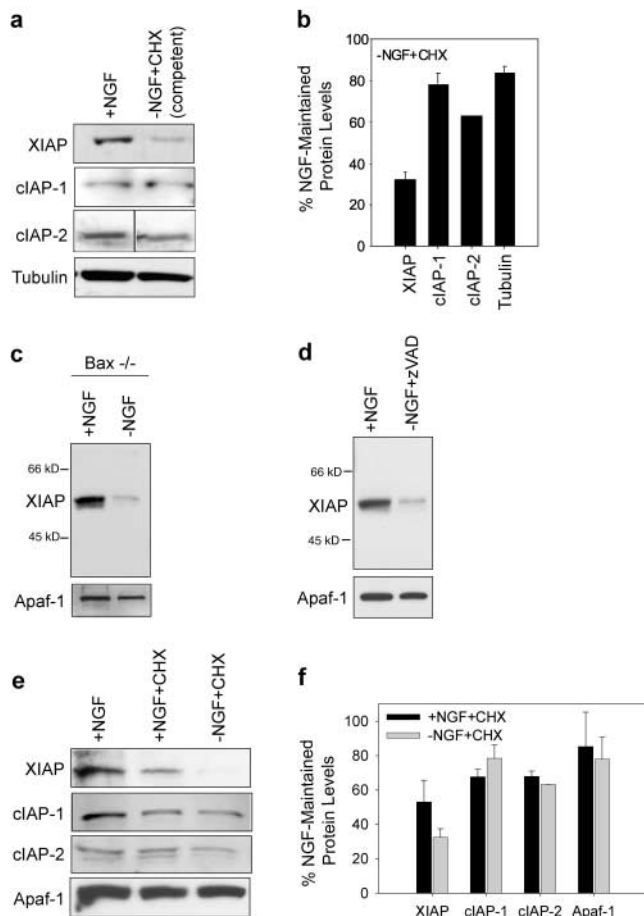 a
+NGF
-NGF+CHX
(competent)
XIAP
cIAP-1
cIAP-2
Tubulin
b
-NGF+CHX
% NGF-Maintained
Protein Levels
100
80
60
40
20
0
XIAP
cIAP-1
cIAP-2
Tubulin
c
Bax -/-
+NGF
-NGF
66 kD
XIAP
45 kD
Apaf-1
d
+NGF
-NGF+zVAD
66 kD
XIAP
45 kD
Apaf-1
e
+NGF
+NGF+CHX
-NGF+CHX
XIAP
cIAP-1
cIAP-2
Apaf-1
f
+NGF+CHX
-NGF+CHX
% NGF-Maintained
Protein Levels
100
80
60
40
20
0
XIAP
cIAP-1
cIAP-2
Apaf-1